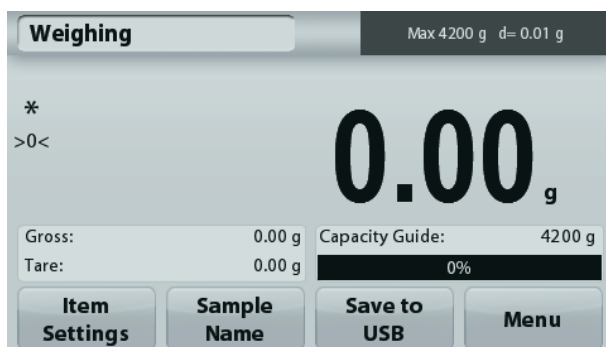 Weighing
Max 4200 g d= 0.01 g
*
>0<
0.00 g
Gross: 0.00 g
Tare: 0.00 g
Capacity Guide: 4200 g
0%
Item Settings
Sample Name
Save to USB
Menu